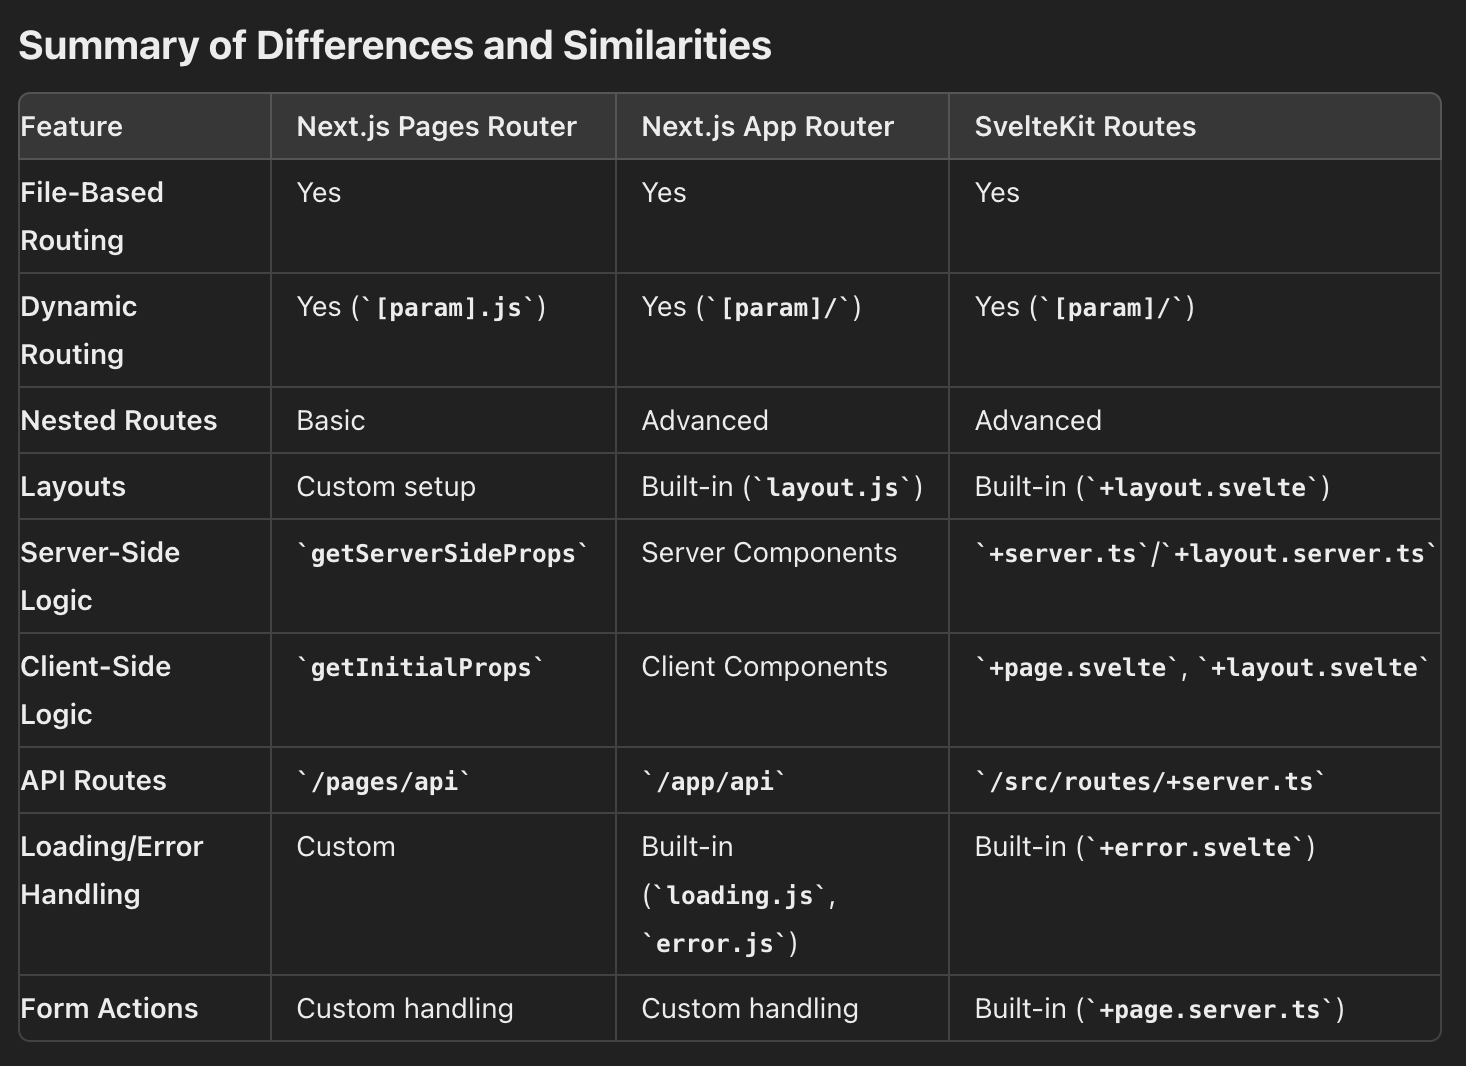 Summary of Differences and Similarities
Feature Next.js Pages Router Next.js App Router SvelteKit Routes
File-Based Yes Yes Yes
Routing
Dynamic Yes (`[param].js`) Yes (`[param]/`) Yes (`[param]/`)
Routing
Nested Routes Basic Advanced Advanced
Layouts Custom setup Built-in (`layout.js`) Built-in (`+layout.svelte`)
Server-Side `getServerSideProps` Server Components `+server.ts`/`+layout.server.ts`
Logic
Client-Side `getInitialProps` Client Components `+page.svelte`, `+layout.svelte`
Logic
API Routes `/pages/api` `/app/api` `/src/routes/+server.ts`
Loading/Error Custom Built-in Built-in (`+error.svelte`)
Handling (`loading.js`,
`error.js`)
Form Actions Custom handling Custom handling Built-in (`+page.server.ts`)